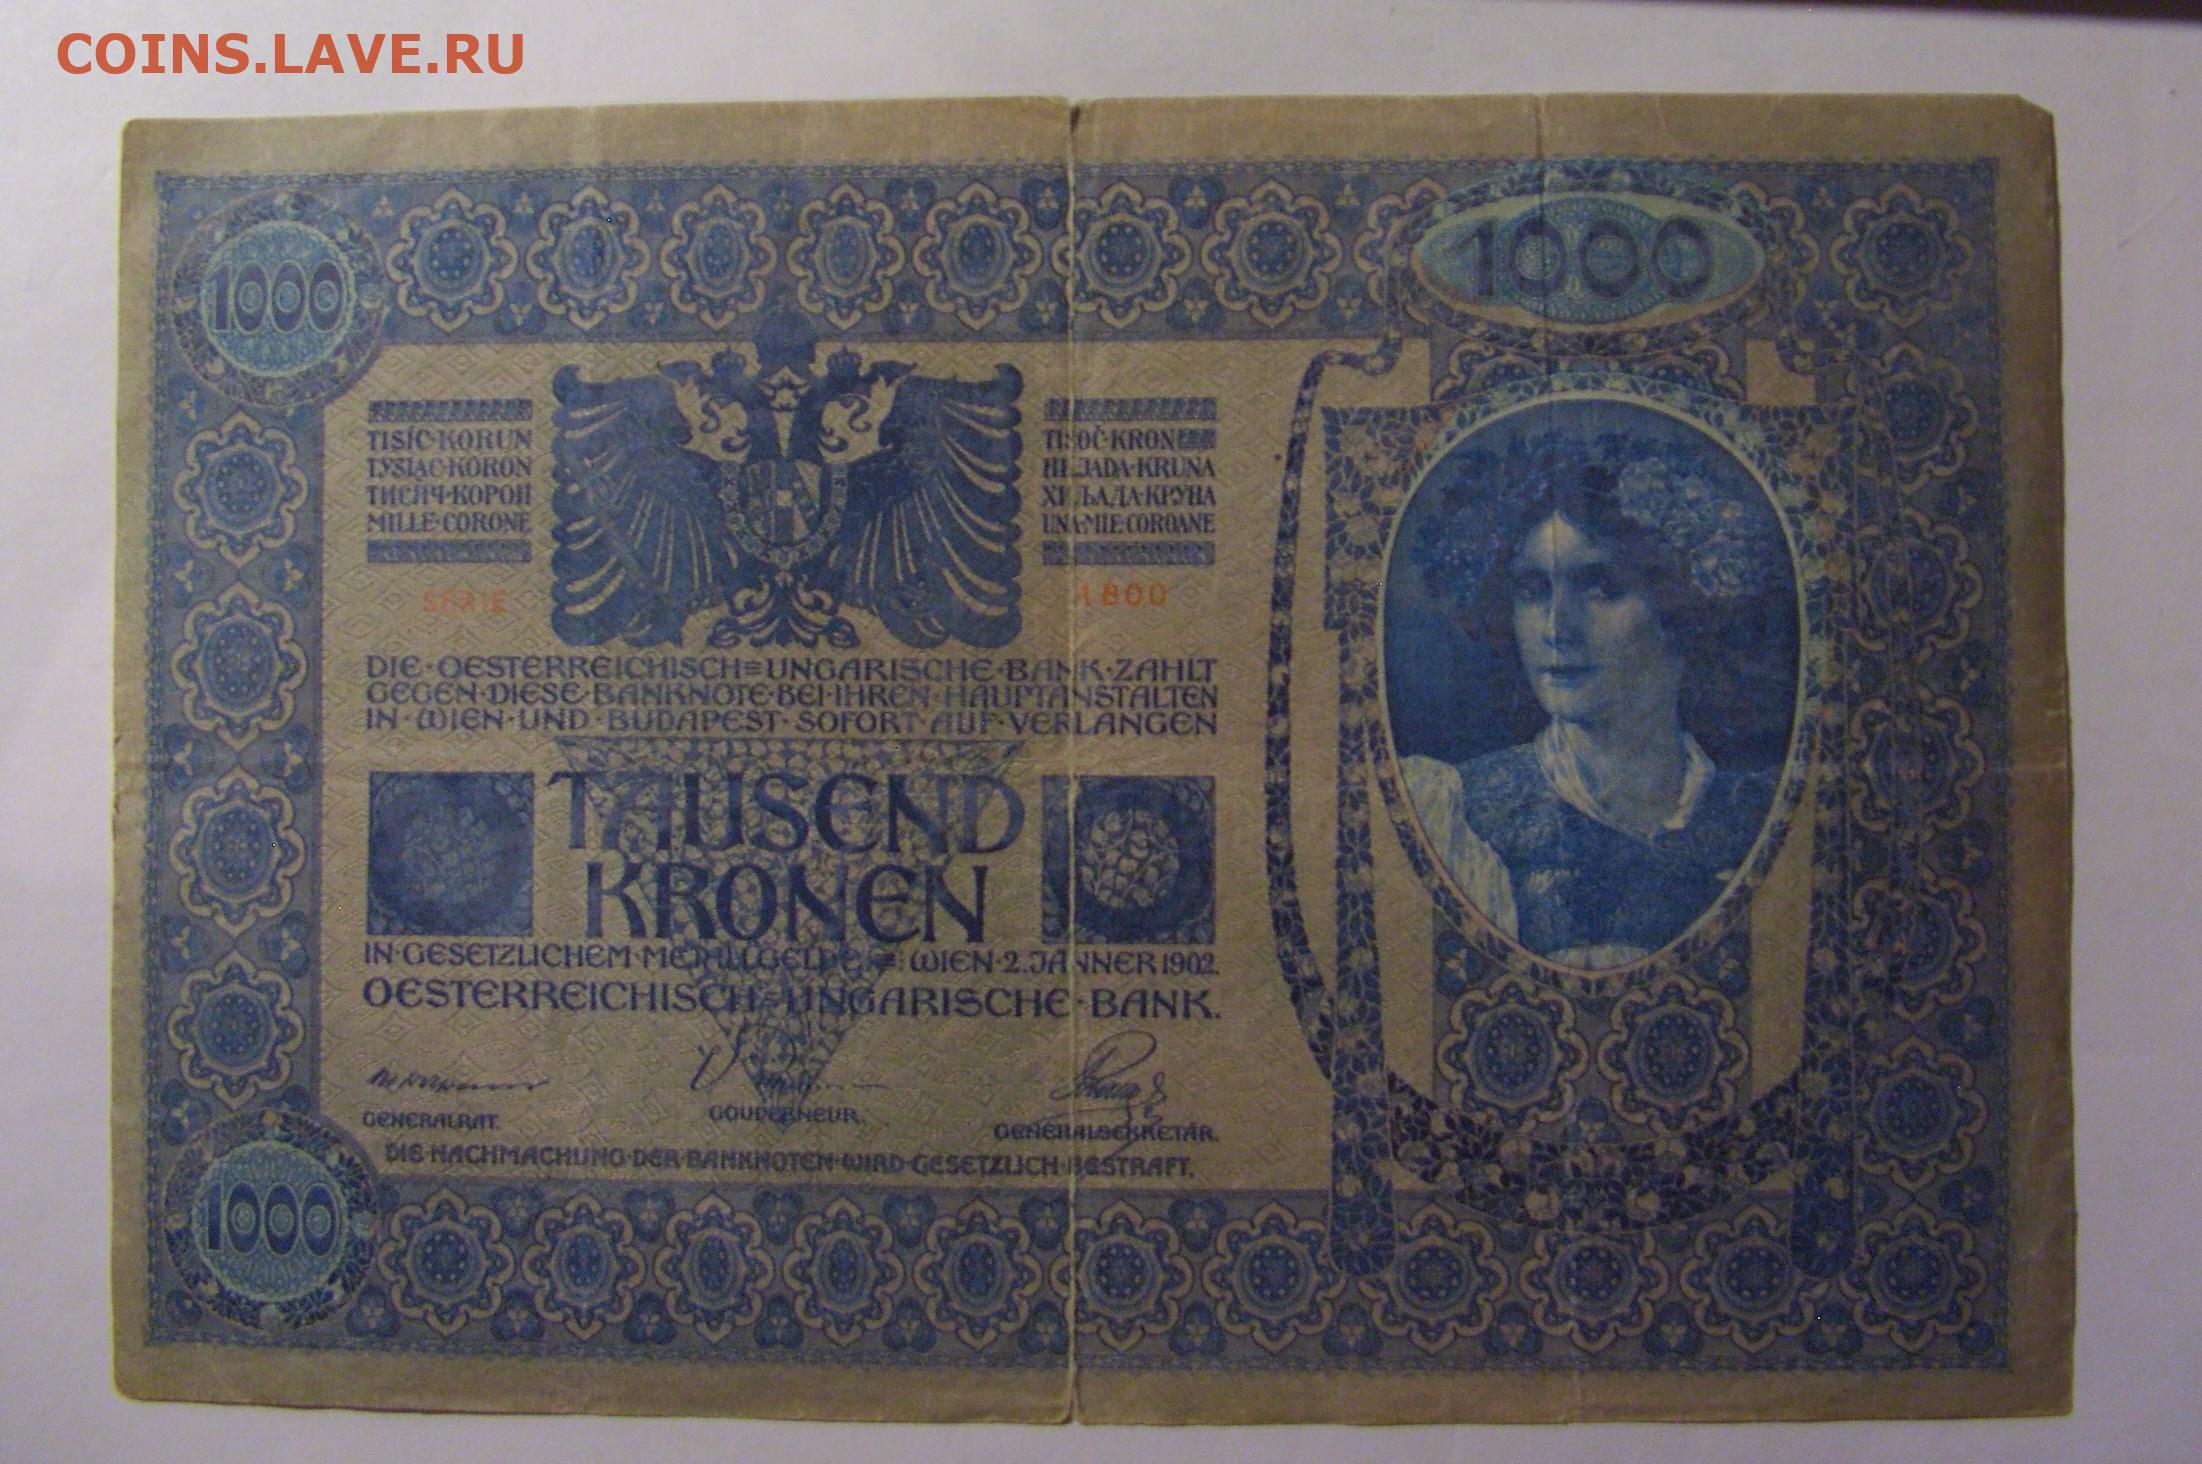 COINS.LAVE.RU
1000
1000
TISÍC·KORUN
TYSIĄC·KORON
ТИСЯЧ·КОРОН
MILLE·CORONE
TISOČ·KRON
HILJADA·KRUNA
ХИЉАДА·КРУНА
UNA·MIE·COROANE
SERIE
1800
DIE·OESTERREICHISCH=UNGARISCHE·BANK·ZAHLT
GEGEN·DIESE·BANKNOTE·BEI·IHREN·HAUPTANSTALTEN
IN·WIEN·UND·BUDAPEST·SOFORT·AUF·VERLANGEN
TAUSEND
KRONEN
IN·GESETZLICHEM·METALLGELDE=:WIEN·2.JÄNNER 1902.
OESTERREICHISCH=UNGARISCHE·BANK.
GENERALRAT.
GOUVERNEUR.
GENERALSEKRETÄR.
DIE·NACHMACHUNG·DER·BANKNOTEN·WIRD·GESETZLICH·BESTRAFT.
1000